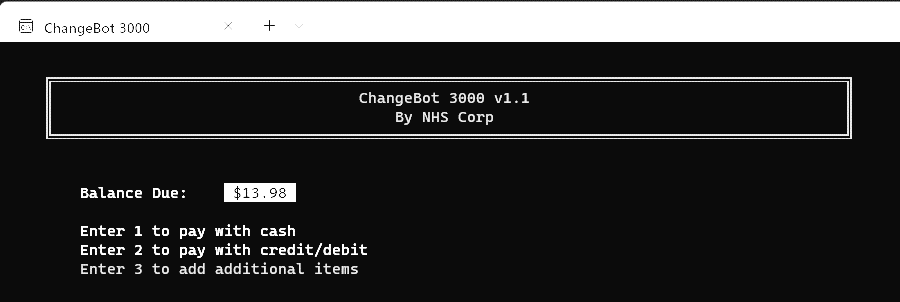 ChangeBot 3000
ChangeBot 3000 v1.1
By NHS Corp
Balance Due: $13.98
Enter 1 to pay with cash
Enter 2 to pay with credit/debit
Enter 3 to add additional items